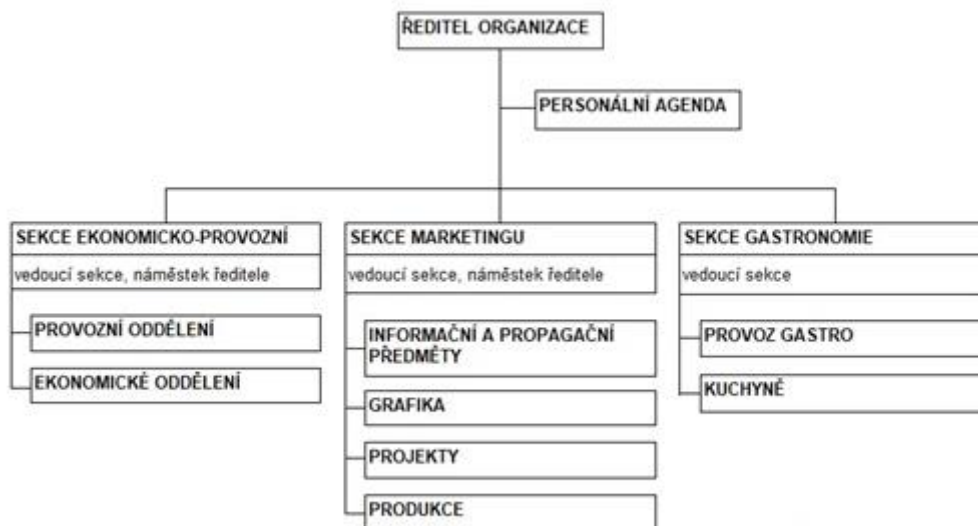 ŘEDITEL ORGANIZACE
PERSONÁLNÍ AGENDA
SEKCE EKONOMICKO-PROVOZNÍ
vedoucí sekce, náměstek ředitele
PROVOZNÍ ODDĚLENÍ
EKONOMICKÉ ODDĚLENÍ
SEKCE MARKETINGU
vedoucí sekce, náměstek ředitele
INFORMAČNÍ A PROPAGAČNÍ
PŘEDMĚTY
GRAFIKA
PROJEKTY
PRODUKCE
SEKCE GASTRONOMIE
vedoucí sekce
PROVOZ GASTRO
KUCHYNĚ